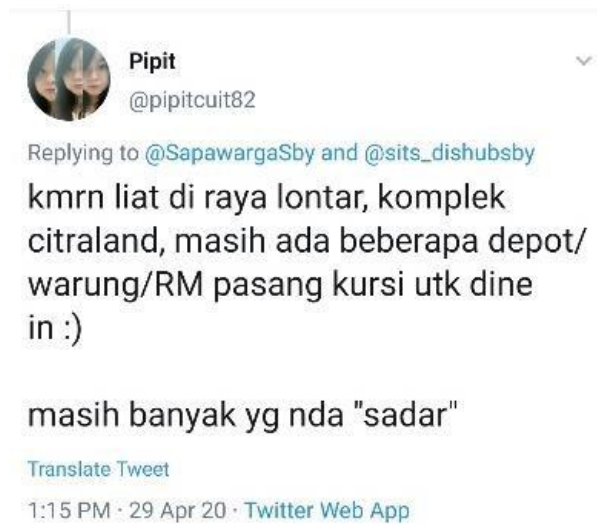 Pipit
@pipitcuit82
Replying to @SapawargaSby and @sits_dishubsby
kmrn liat di raya lontar, komplek
citraland, masih ada beberapa depot/
warung/RM pasang kursi utk dine
in :)
masih banyak yg nda "sadar"
Translate Tweet
1:15 PM · 29 Apr 20 · Twitter Web App